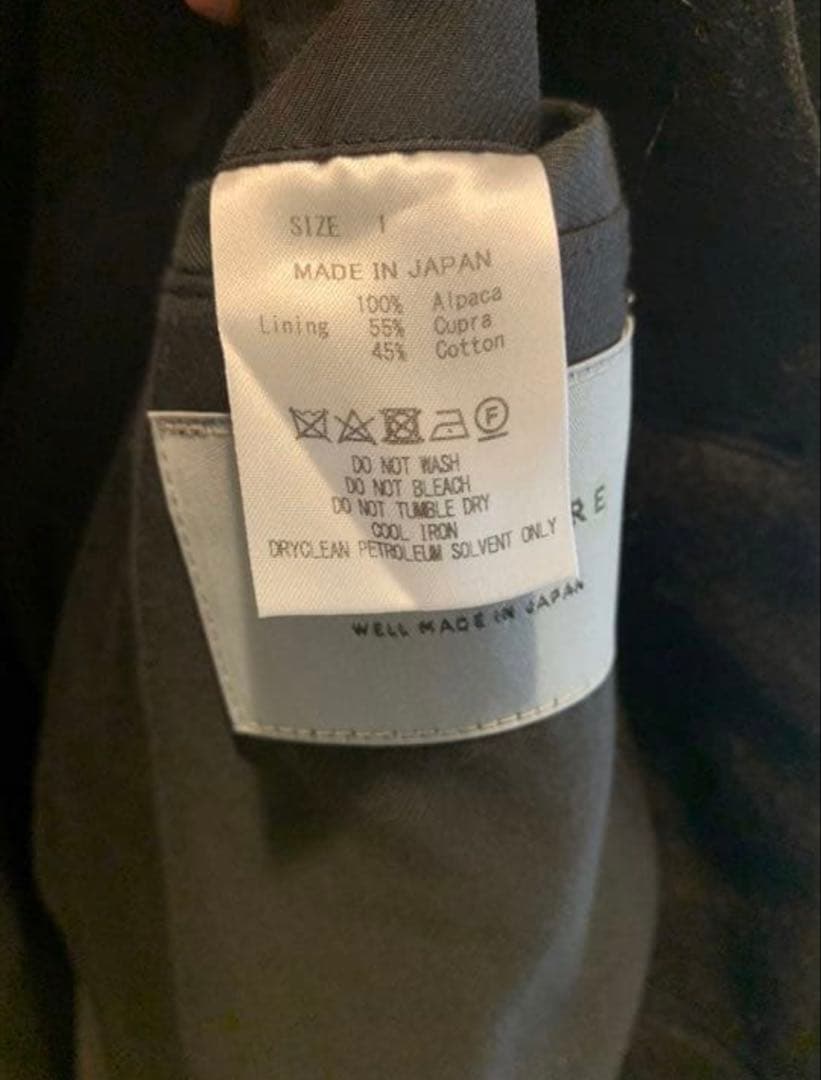 SIZE 1
MADE IN JAPAN
100% Alpaca
Lining 55% Cupra
45% Cotton
F
DO NOT WASH
DO NOT BLEACH
DO NOT TUMBLE DRY
COOL IRON
DRYCLEAN PETROLEUM SOLVENT ONLY
RE
WELL MADE IN JAPAN